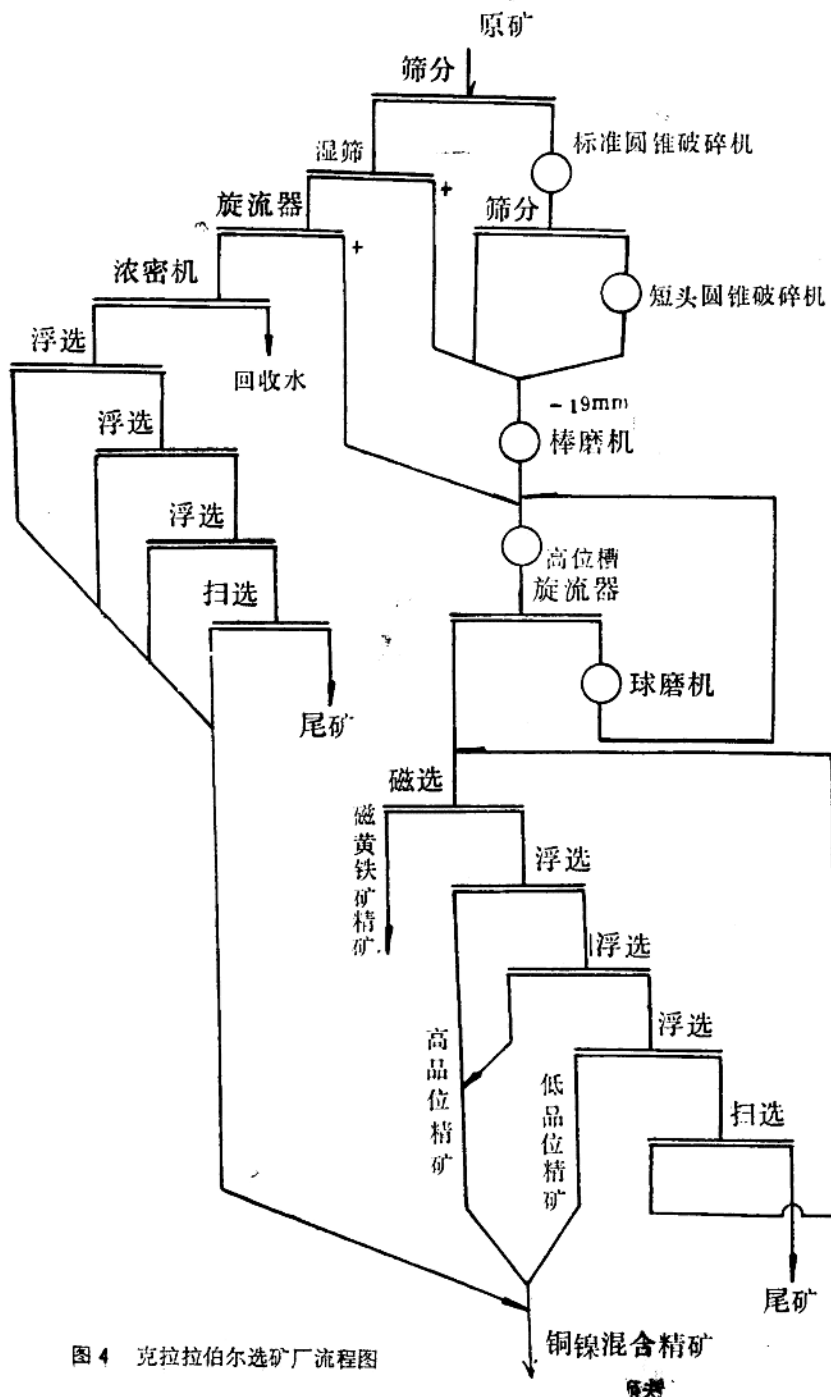 原矿
筛分
标准圆锥破碎机
湿筛
+
筛分
旋流器
+
浓密机
短头圆锥破碎机
浮选
回收水
-19mm
浮选
棒磨机
浮选
高位槽
旋流器
扫选
球磨机
尾矿
磁选
磁黄铁矿精矿
浮选
浮选
浮选
高品位精矿
低品位精矿
扫选
尾矿
铜镍混合精矿
图 4 克拉拉伯尔选矿厂流程图